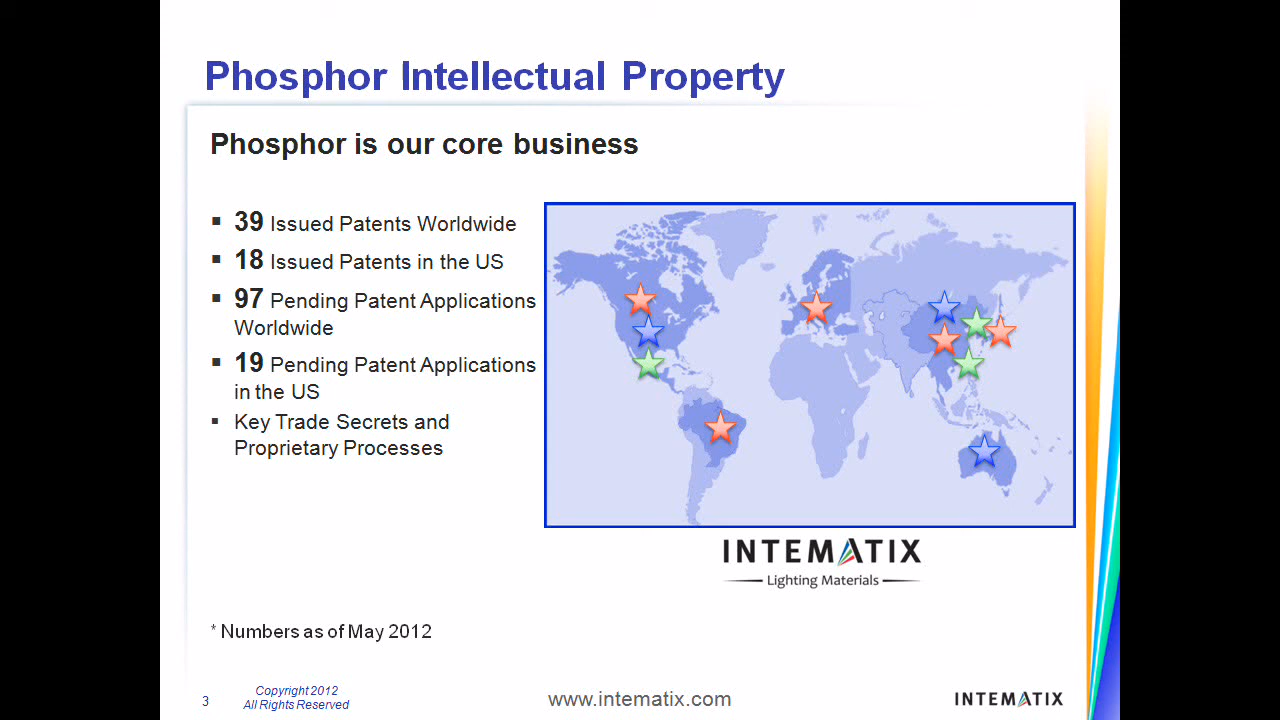 Phosphor Intellectual Property
Phosphor is our core business
▪ 39 Issued Patents Worldwide
▪ 18 Issued Patents in the US
▪ 97 Pending Patent Applications
Worldwide
▪ 19 Pending Patent Applications
in the US
▪ Key Trade Secrets and
Proprietary Processes
INTEMATIX
Lighting Materials
* Numbers as of May 2012
3
Copyright 2012
All Rights Reserved
www.intematix.com
INTEMATIX